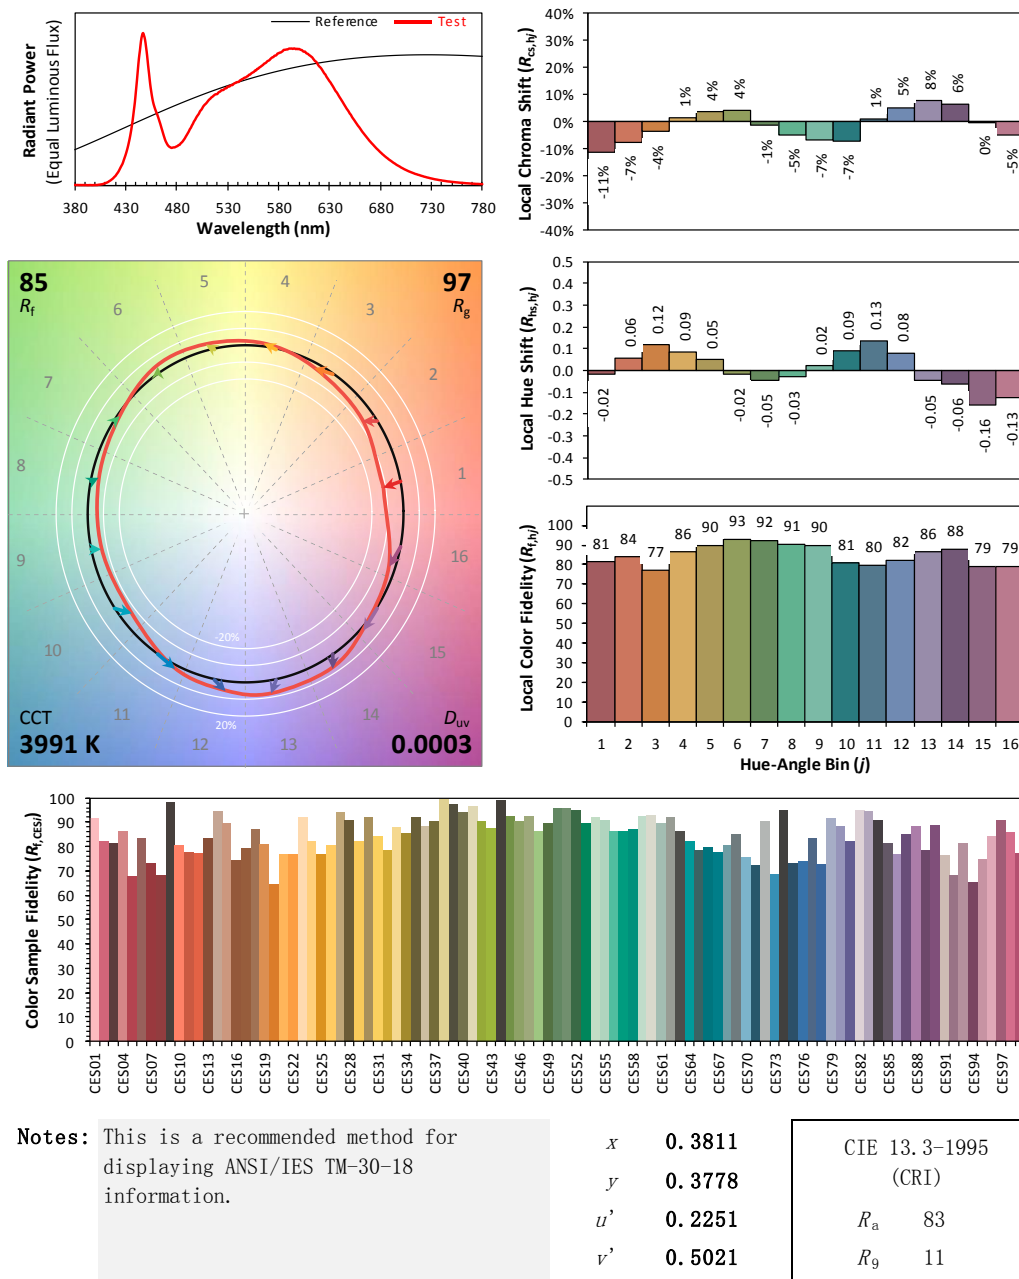 Reference
Test
Radiant Power
(Equal Luminous Flux)
380 430 480 530 580 630 680 730 780
Wavelength (nm)
Local Chroma Shift (Rcs,hj)
40%
30%
20%
10%
0%
-10%
-20%
-30%
-40%
-11% -7% -4% 1% 4% 4% -1% -5% -7% -7% 1% 5% 8% 6% 0% -5%
85
Rf
97
Rg
1
2
3
4
5
6
7
8
9
10
11
12
13
14
15
16
-20%
20%
CCT
3991 K
Duv
0.0003
Local Hue Shift (Rhs,hj)
0.5
0.4
0.3
0.2
0.1
0.0
-0.1
-0.2
-0.3
-0.4
-0.5
-0.02 0.06 0.12 0.09 0.05 -0.02 -0.05 -0.03 0.02 0.09 0.13 0.08 -0.05 -0.06 -0.16 -0.13
Local Color Fidelity (Rf,hj)
100
90
80
70
60
50
40
30
20
10
0
81 84 77 86 90 93 92 91 90 81 80 82 86 88 79 79
1 2 3 4 5 6 7 8 9 10 11 12 13 14 15 16
Hue-Angle Bin (j)
Color Sample Fidelity (Rf,CESi)
100
90
80
70
60
50
40
30
20
10
0
CES01 CES04 CES07 CES10 CES13 CES16 CES19 CES22 CES25 CES28 CES31 CES34 CES37 CES40 CES43 CES46 CES49 CES52 CES55 CES58 CES61 CES64 CES67 CES70 CES73 CES76 CES79 CES82 CES85 CES88 CES91 CES94 CES97
Notes: This is a recommended method for
displaying ANSI/IES TM-30-18
information.
x 0.3811
y 0.3778
u' 0.2251
v' 0.5021
CIE 13.3-1995
(CRI)
Ra 83
R9 11